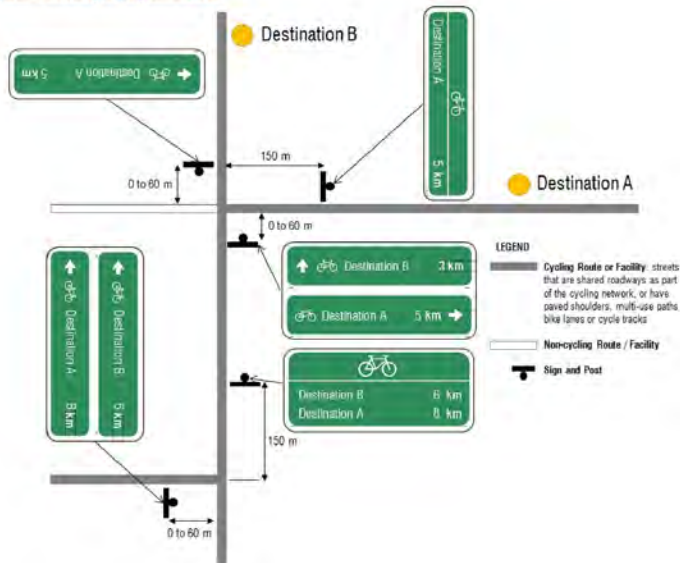 Destination B
5 km Destination A
Destination A 5 km
150 m
0 to 60 m
Destination A
0 to 60 m
Destination B 3 km
Destination A 5 km
LEGEND
Cycling Route or Facility: streets
that are shared roadways as part
of the cycling network, or have
paved shoulders, multi-use paths,
bike lanes or cycle tracks
Non-cycling Route / Facility
Sign and Post
Destination A 8 km
Destination B 6 km
Destination B 6 km
Destination A 8 km
150 m
0 to 60 m